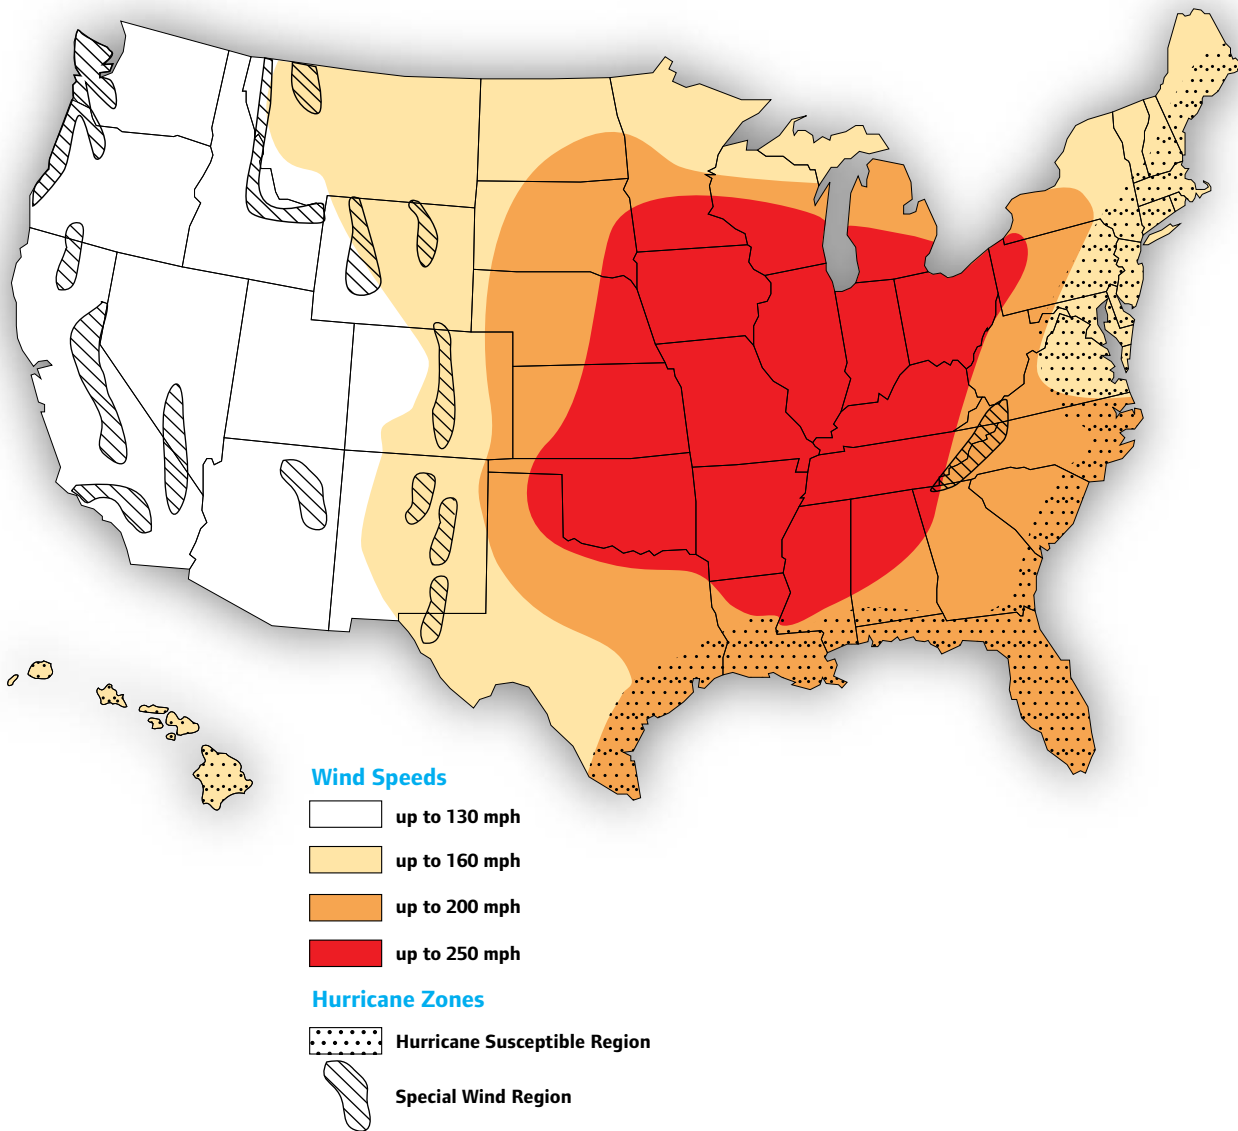 Wind Speeds
up to 130 mph
up to 160 mph
up to 200 mph
up to 250 mph
Hurricane Zones
Hurricane Susceptible Region
Special Wind Region